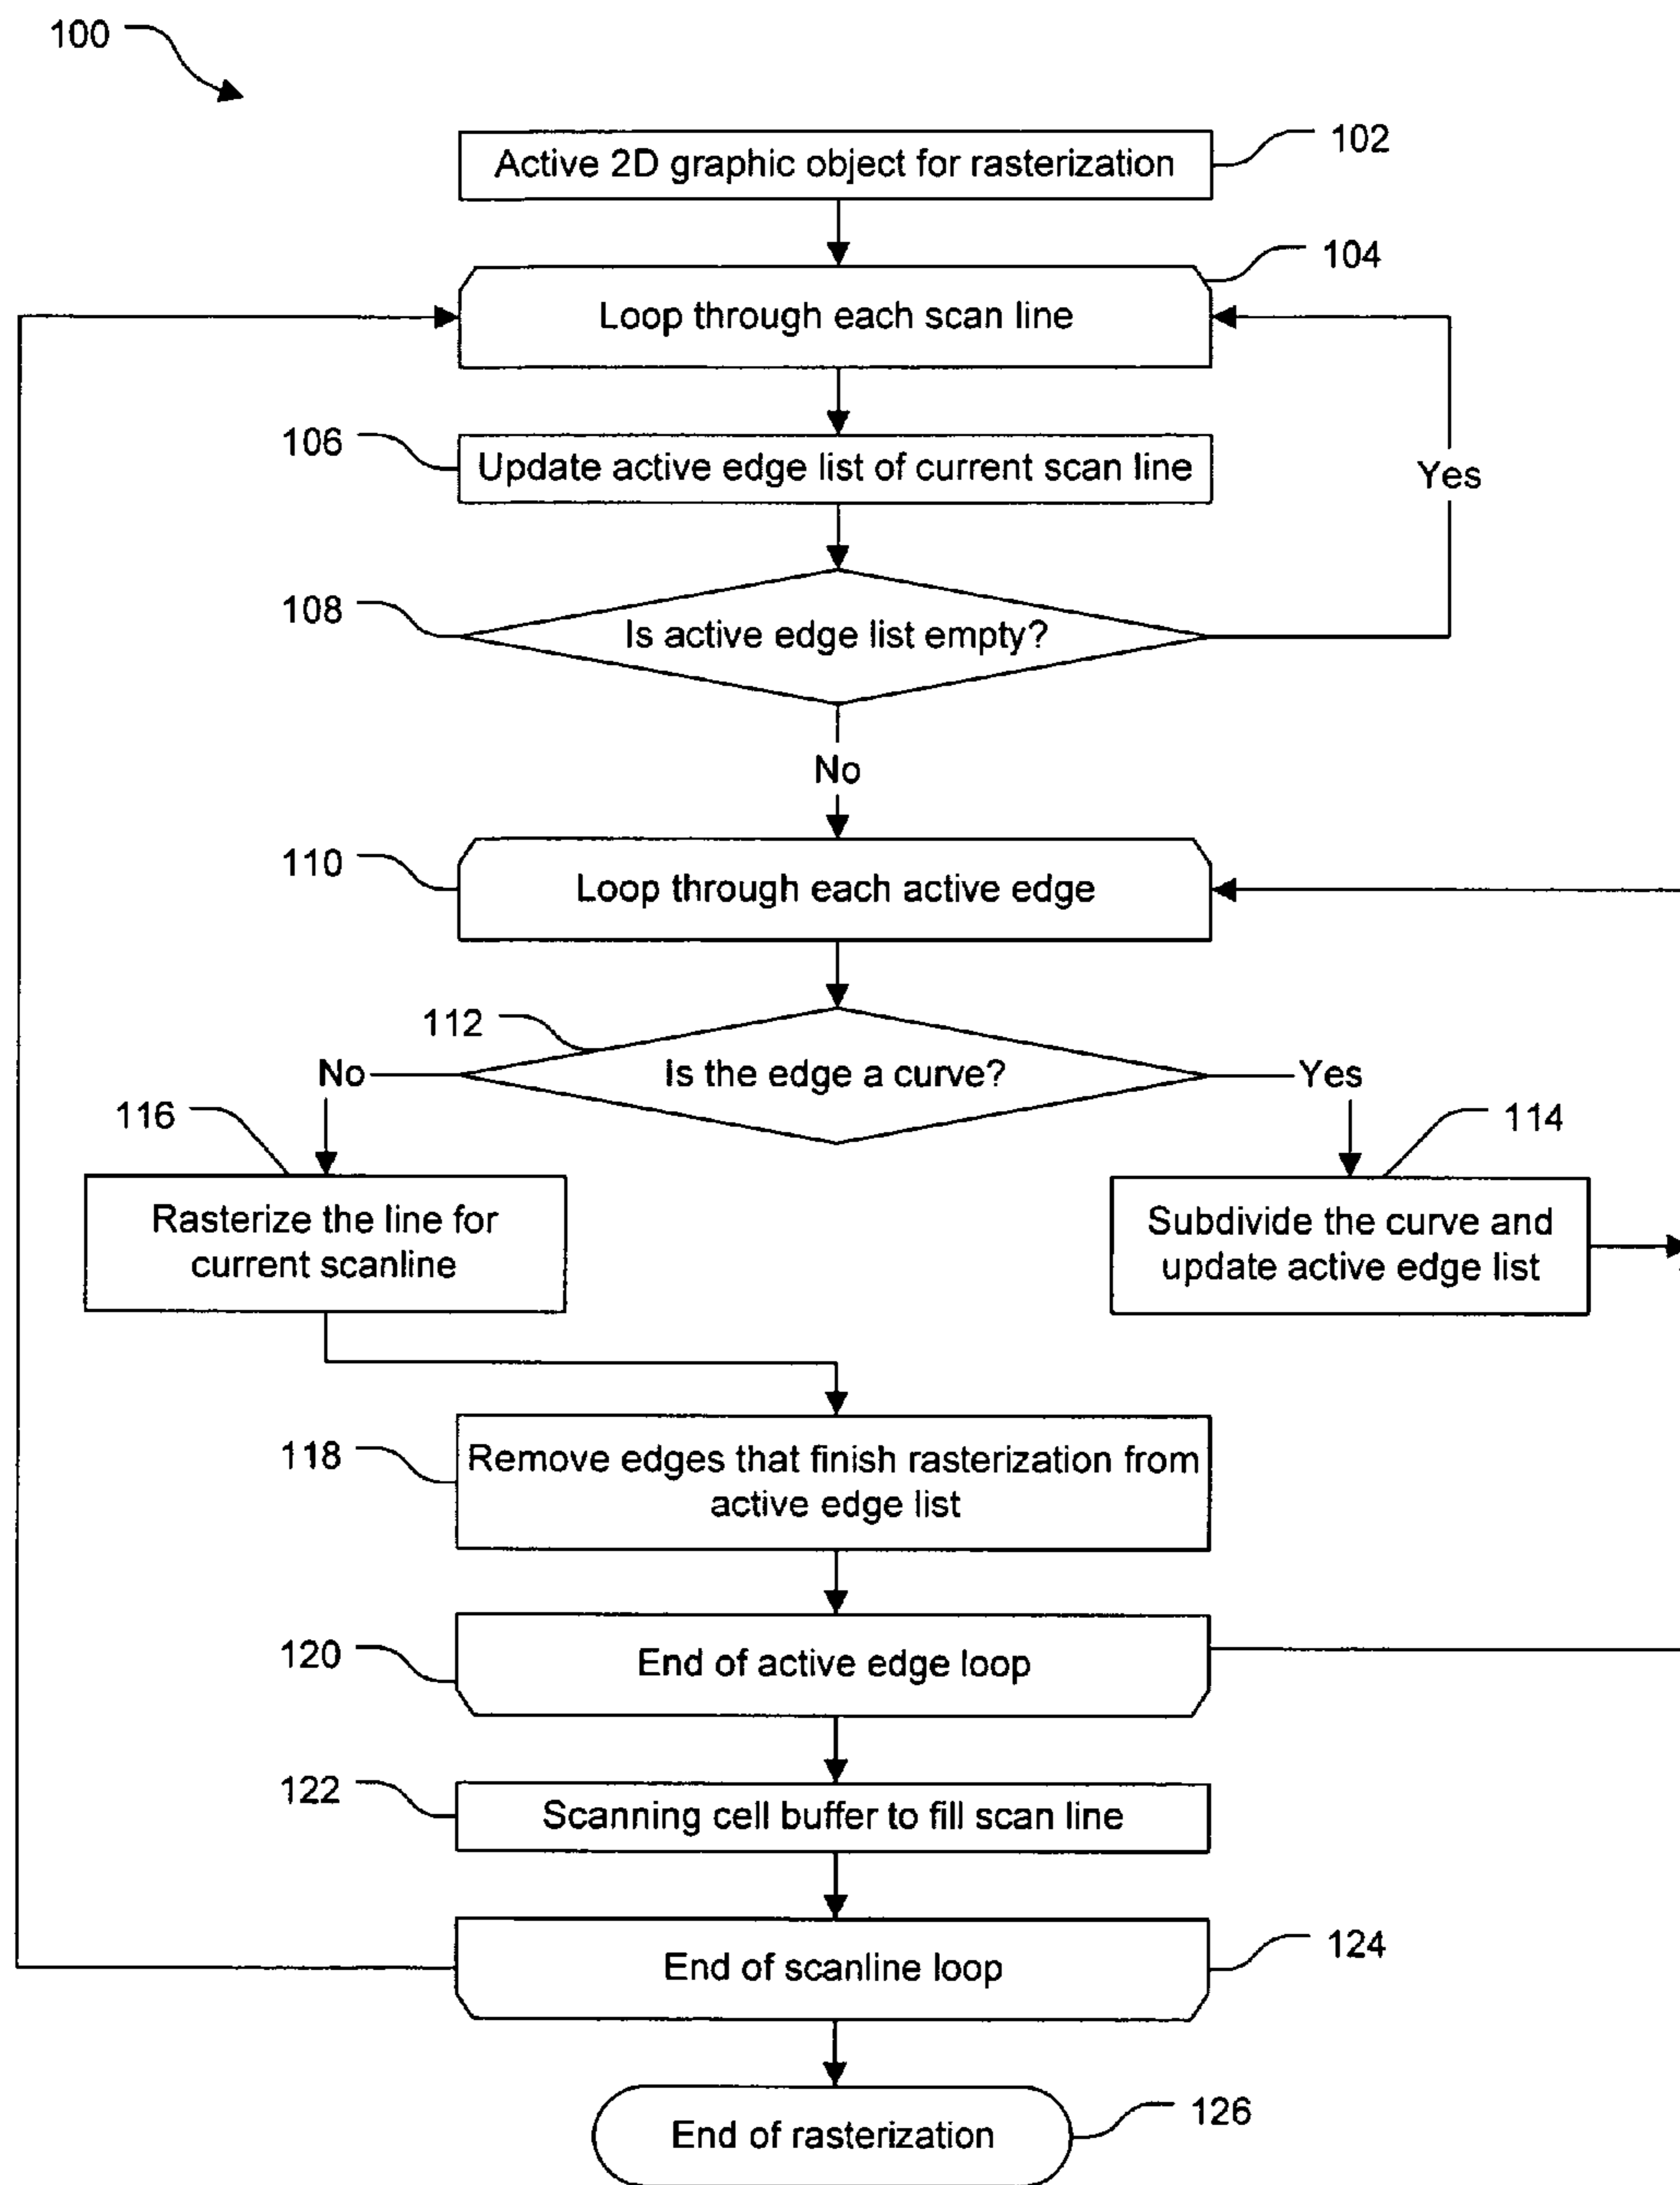 100
Active 2D graphic object for rasterization
102
Loop through each scan line
104
106
Update active edge list of current scan line
Yes
108
Is active edge list empty?
No
110
Loop through each active edge
112
Is the edge a curve?
No
Yes
116
114
Rasterize the line for
current scanline
Subdivide the curve and
update active edge list
118
Remove edges that finish rasterization from
active edge list
120
End of active edge loop
122
Scanning cell buffer to fill scan line
End of scanline loop
124
End of rasterization
126